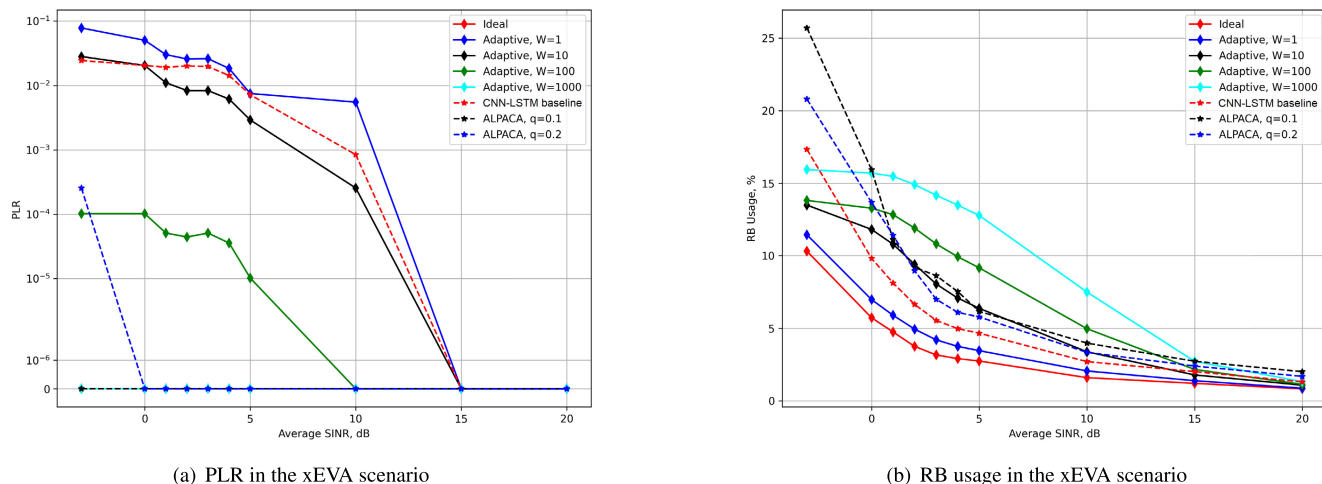 10⁻¹
10⁻²
10⁻³
10⁻⁴
10⁻⁵
10⁻⁶
0
PLR
0 5 10 15 20
Average SINR, dB
Ideal
Adaptive, W=1
Adaptive, W=10
Adaptive, W=100
Adaptive, W=1000
CNN-LSTM baseline
ALPACA, q=0.1
ALPACA, q=0.2
(a) PLR in the xEVA scenario
25
20
15
10
5
0
RB Usage, %
0 5 10 15 20
Average SINR, dB
Ideal
Adaptive, W=1
Adaptive, W=10
Adaptive, W=100
Adaptive, W=1000
CNN-LSTM baseline
ALPACA, q=0.1
ALPACA, q=0.2
(b) RB usage in the xEVA scenario